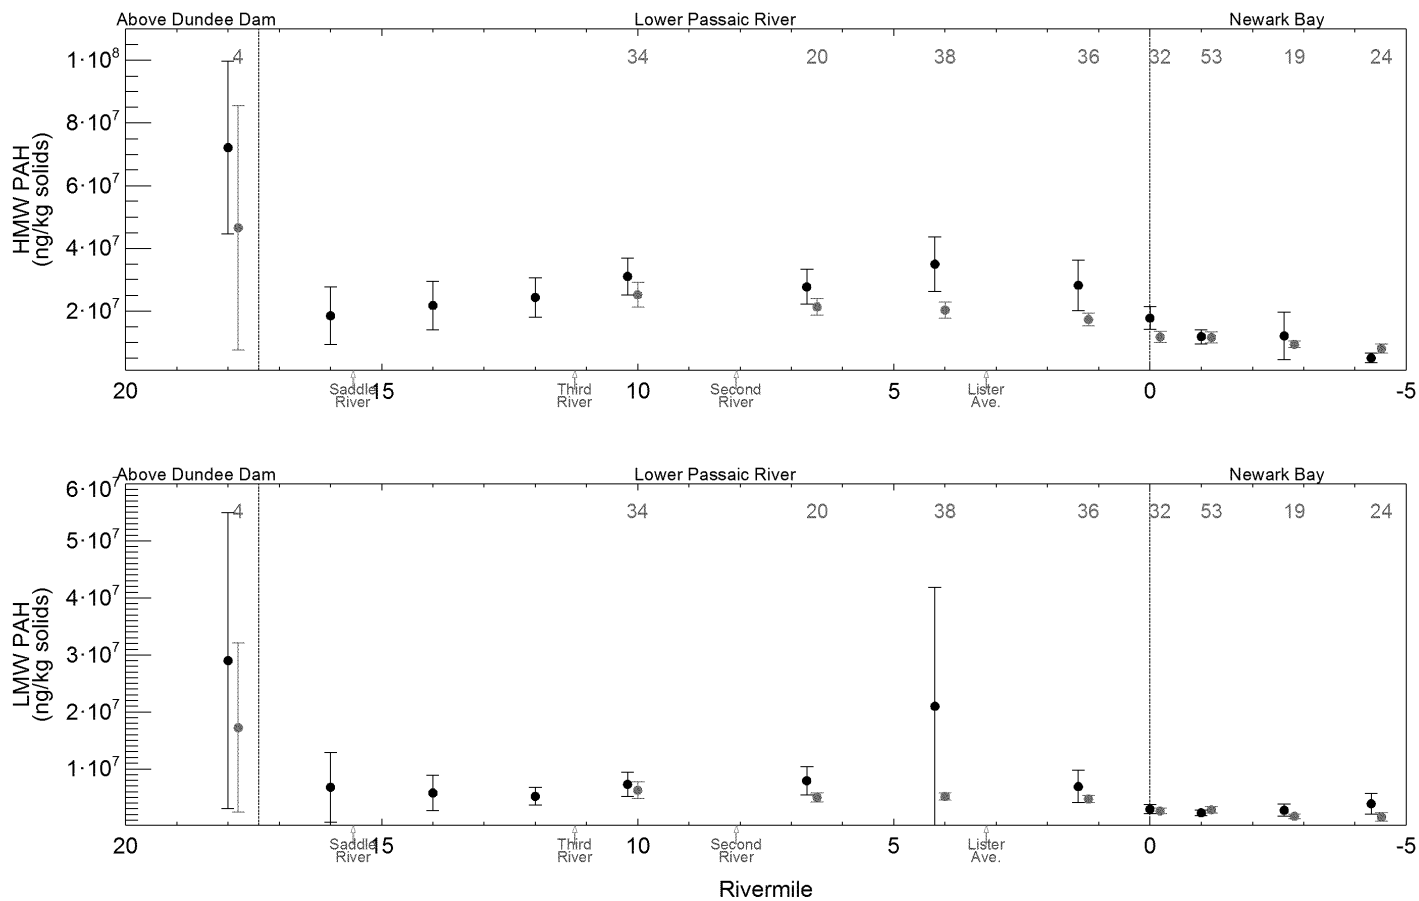 Above Dundee Dam Lower Passaic River Newark Bay
4 34 20 38 36 32 53 19 24
1·10⁸
8·10⁷
6·10⁷
4·10⁷
2·10⁷
HMW PAH
(ng/kg solids)
20 15 10 5 0 -5
Saddle Third Second Lister
River River River Ave.
Above Dundee Dam Lower Passaic River Newark Bay
6·10⁷
4 34 20 38 36 32 53 19 24
5·10⁷
4·10⁷
3·10⁷
2·10⁷
1·10⁷
LMW PAH
(ng/kg solids)
20 15 10 5 0 -5
Saddle Third Second Lister
River River River Ave.
Rivermile